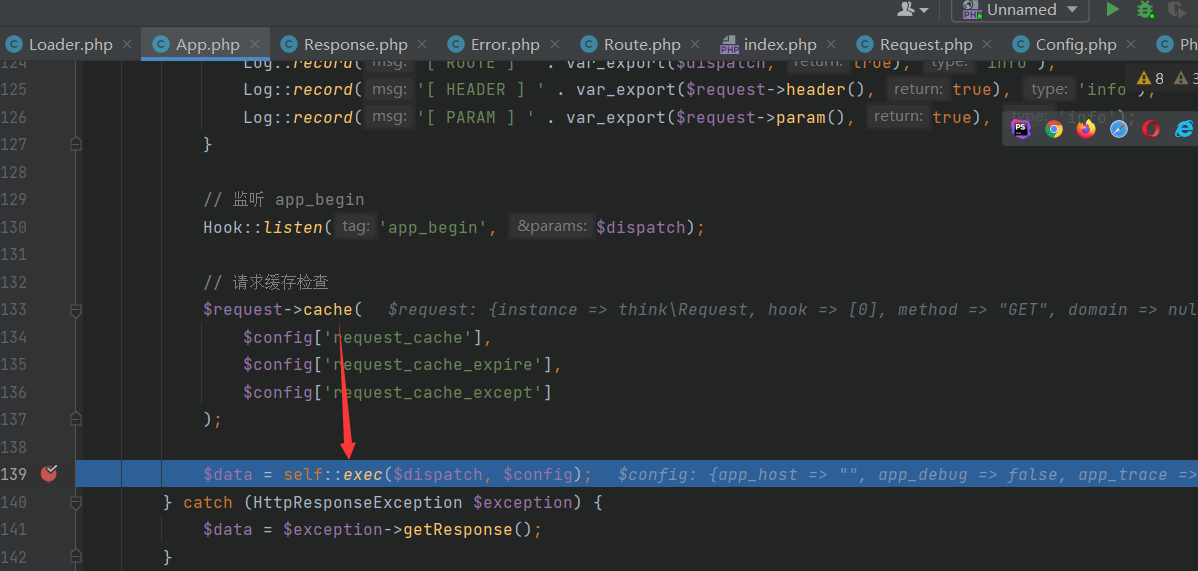 Unnamed
Loader.php App.php Response.php Error.php Route.php index.php Request.php Config.php Ph
124 Log::record( msg: '[ ROUTE ] ' . var_export($dispatch, return: true), type: 'info');
125 Log::record( msg: '[ HEADER ] ' . var_export($request->header(), return: true), type: 'info'); 8 3
126 Log::record( msg: '[ PARAM ] ' . var_export($request->param(), return: true), type: 'info');
127 }
128
129 // 监听 app_begin
130 Hook::listen( tag: 'app_begin', &params: $dispatch);
131
132 // 请求缓存检查
133 $request->cache( $request: {instance => think\Request, hook => [0], method => "GET", domain => nul
134 $config['request_cache'],
135 $config['request_cache_expire'],
136 $config['request_cache_except']
137 );
138
139 $data = self::exec($dispatch, $config); $config: {app_host => "", app_debug => false, app_trace =>
140 } catch (HttpResponseException $exception) {
141 $data = $exception->getResponse();
142 }